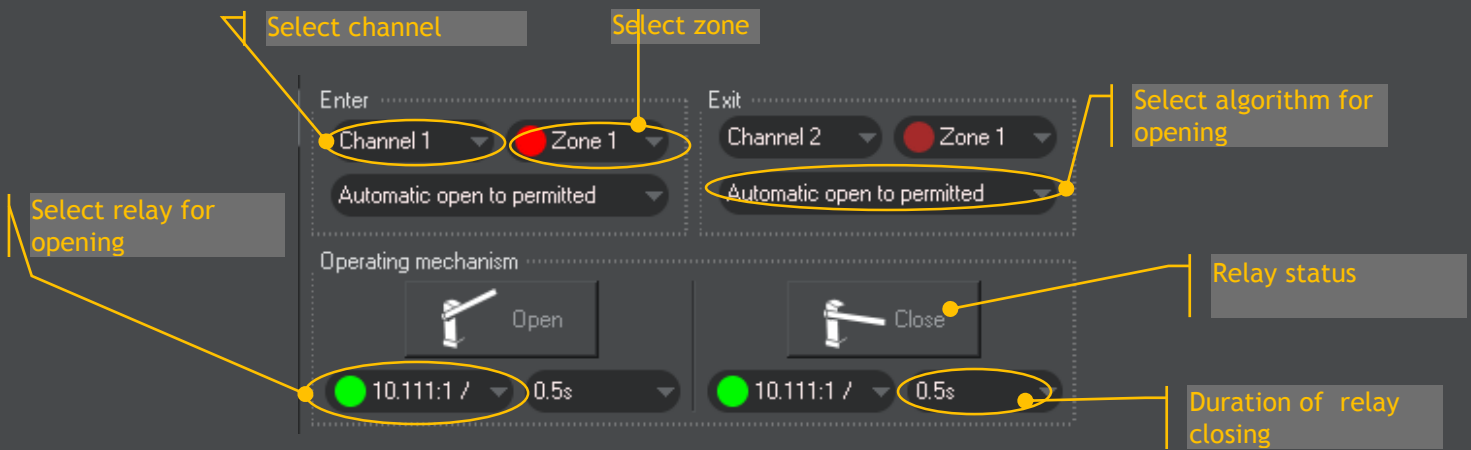 Select channel
Select zone
Enter
Exit
Select algorithm for
opening
Channel 1
Zone 1
Channel 2
Zone 1
Automatic open to permitted
Automatic open to permitted
Select relay for
opening
Operating mechanism
Relay status
Open
Close
10.111:1 /
0.5s
10.111:1 /
0.5s
Duration of relay
closing